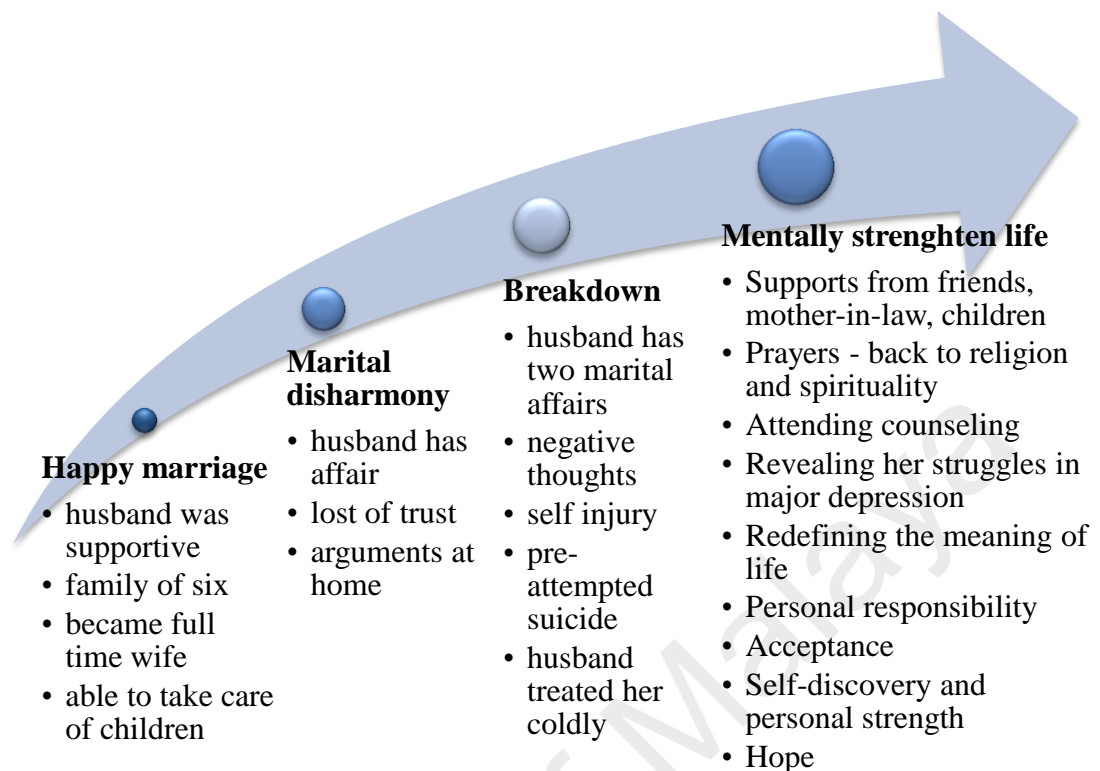 Happy marriage
• husband was
supportive
• family of six
• became full
time wife
• able to take care
of children
Marital
disharmony
• husband has
affair
• lost of trust
• arguments at
home
Breakdown
• husband has
two marital
affairs
• negative
thoughts
• self injury
• pre-
attempted
suicide
• husband
treated her
coldly
Mentally strenghten life
• Supports from friends,
mother-in-law, children
• Prayers - back to religion
and spirituality
• Attending counseling
• Revealing her struggles in
major depression
• Redefining the meaning of
life
• Personal responsibility
• Acceptance
• Self-discovery and
personal strength
• Hope
of Malaya